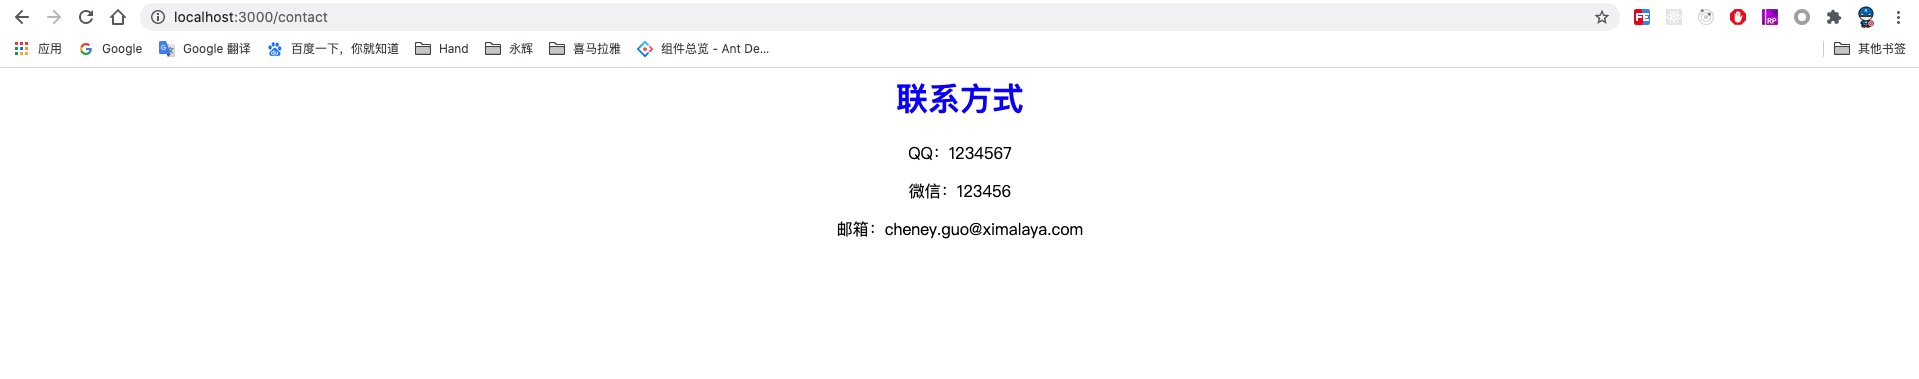 localhost:3000/contact
FE
RP
应用 Google Google 翻译 百度一下，你就知道 Hand 永辉 喜马拉雅 组件总览 - Ant De... 其他书签
联系方式
QQ：1234567
微信：123456
邮箱：cheney.guo@ximalaya.com